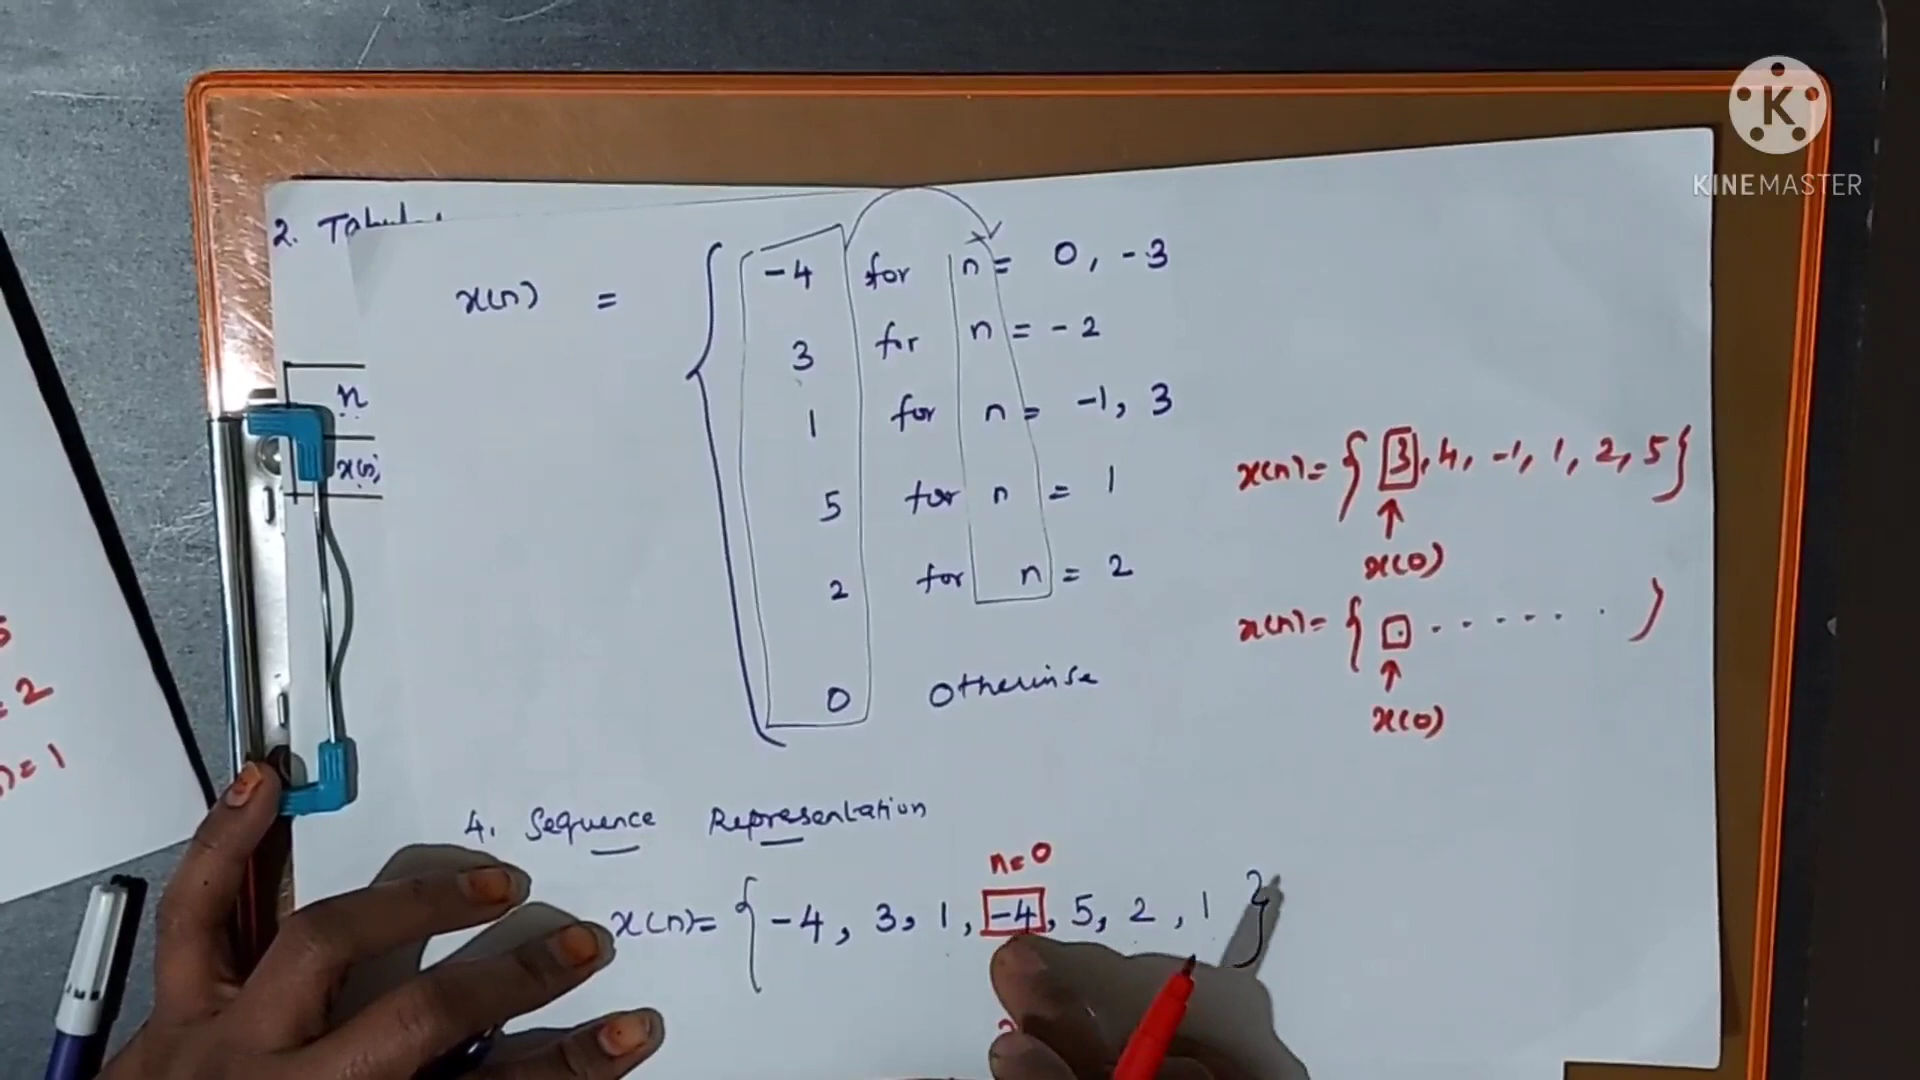 KINEMASTER
2.
x(n) = { -4 for n = 0, -3
3 for n = -2
1 for n = -1, 3
5 for n = 1
2 for n = 2
0 Otherwise
n
x(n)
x(n) = { 3, 4, -1, 1, 2, 5 }
↑
x(0)
x(n) = { . . . . . . . }
↑
x(0)
= 2
= 1
4. Sequence Representation
n = 0
x(n) = { -4, 3, 1, -4, 5, 2, 1 }